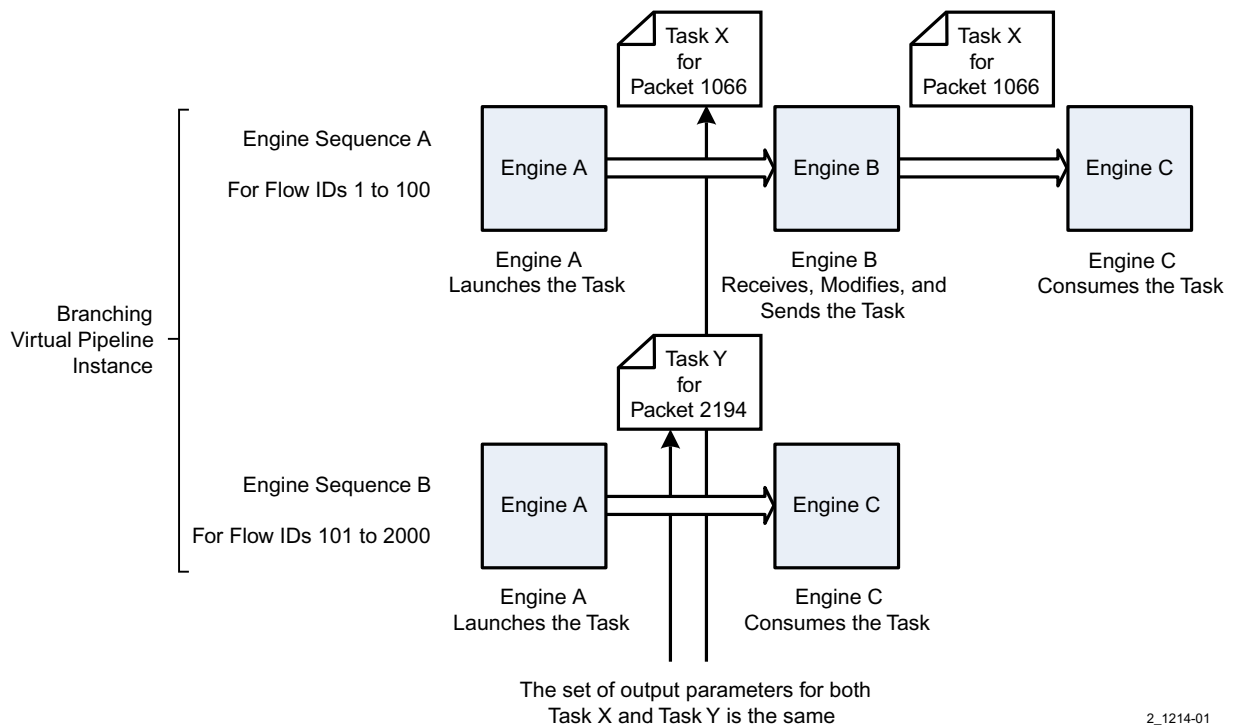 Task X
for
Packet 1066
Task X
for
Packet 1066
Engine Sequence A
For Flow IDs 1 to 100
Engine A
Engine B
Engine C
Engine A
Launches the Task
Engine B
Receives, Modifies, and
Sends the Task
Engine C
Consumes the Task
Branching
Virtual Pipeline
Instance
Task Y
for
Packet 2194
Engine Sequence B
For Flow IDs 101 to 2000
Engine A
Engine C
Engine A
Launches the Task
Engine C
Consumes the Task
The set of output parameters for both
Task X and Task Y is the same
2_1214-01